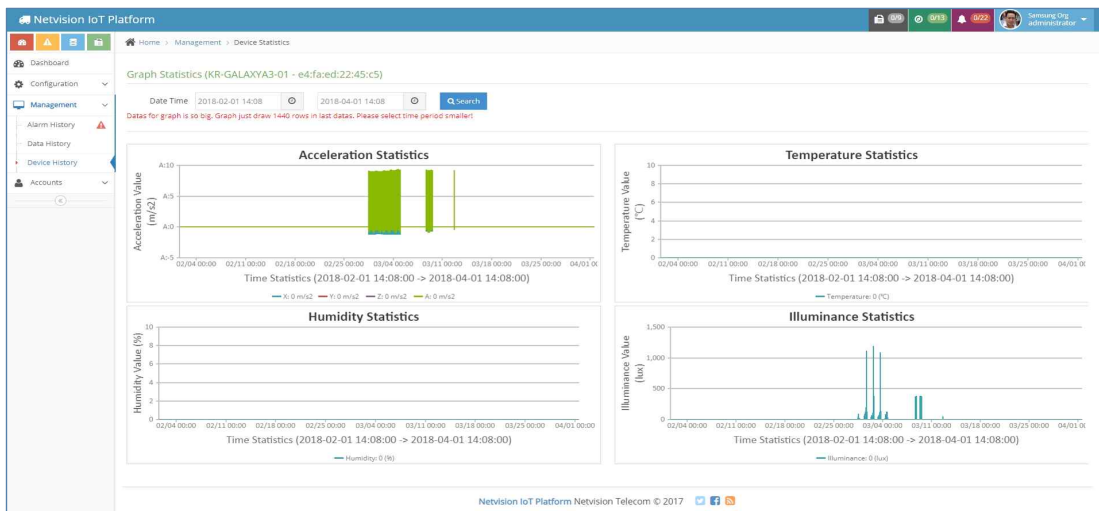 Netvision IoT Platform
0/9
0/13
0/22
Samsung Org
administrator
Home > Management > Device Statistics
Dashboard
Configuration
Management
Alarm History
Data History
Device History
Accounts
Graph Statistics (KR-GALAXYA3-01 - e4:fa:ed:22:45:c5)
Date Time 2018-02-01 14:08 2018-04-01 14:08 Search
Datas for graph is so big. Graph just draw 1440 rows in last datas. Please select time period smaller!
Acceleration Statistics
Acceleration Value
(m/s2)
A:10
A:5
A:0
A:-5
02/04 00:00 02/11 00:00 02/18 00:00 02/25 00:00 03/04 00:00 03/11 00:00 03/18 00:00 03/25 00:00 04/01 00
Time Statistics (2018-02-01 14:08:00 -> 2018-04-01 14:08:00)
X: 0 m/s2 Y: 0 m/s2 Z: 0 m/s2 A: 0 m/s2
Temperature Statistics
Temperature Value
(℃)
10
8
6
4
2
0
02/04 00:00 02/11 00:00 02/18 00:00 02/25 00:00 03/04 00:00 03/11 00:00 03/18 00:00 03/25 00:00 04/01 00
Time Statistics (2018-02-01 14:08:00 -> 2018-04-01 14:08:00)
Temperature: 0 (℃)
Humidity Statistics
Humidity Value (%)
10
8
6
4
2
0
02/04 00:00 02/11 00:00 02/18 00:00 02/25 00:00 03/04 00:00 03/11 00:00 03/18 00:00 03/25 00:00 04/01 00:00
Time Statistics (2018-02-01 14:08:00 -> 2018-04-01 14:08:00)
Humidity: 0 (%)
Illuminance Statistics
Illuminance Value
(lux)
1,500
1,000
500
0
02/04 00:00 02/11 00:00 02/18 00:00 02/25 00:00 03/04 00:00 03/11 00:00 03/18 00:00 03/25 00:00 04/01 00
Time Statistics (2018-02-01 14:08:00 -> 2018-04-01 14:08:00)
Illuminance: 0 (lux)
Netvision IoT Platform Netvision Telecom © 2017